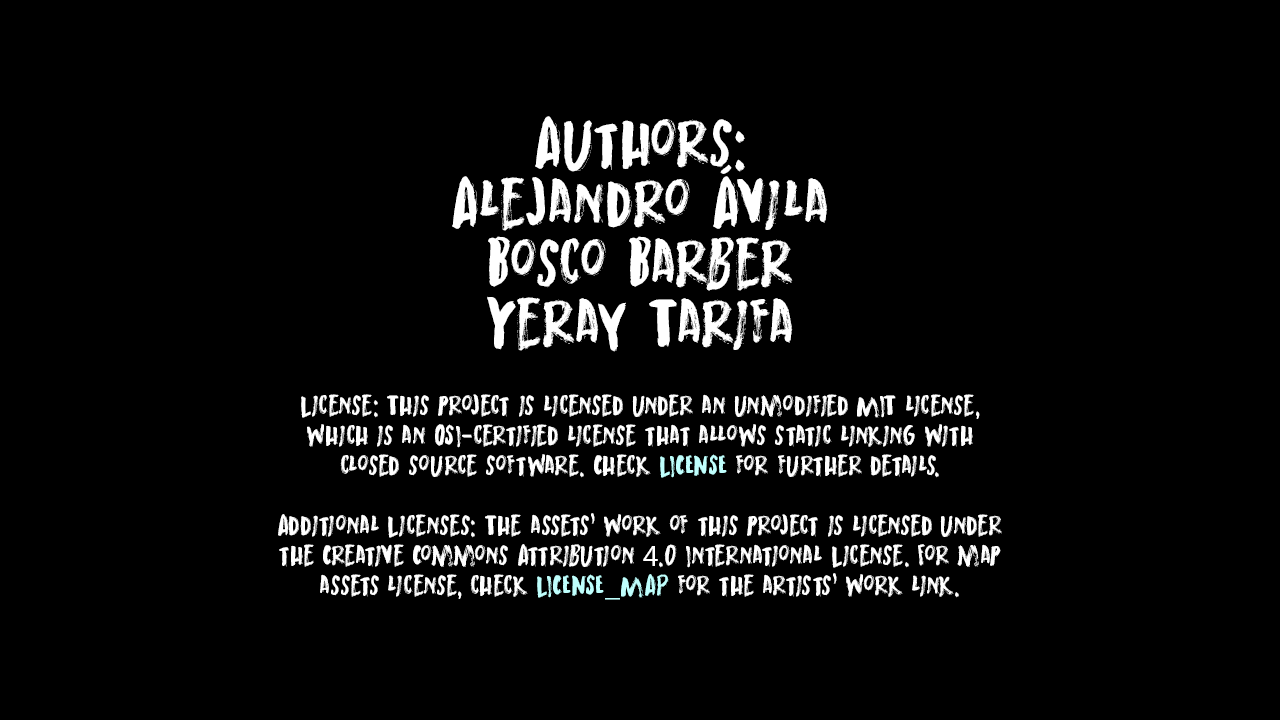 AUTHORS:
ALEJANDRO ÁVILA
BOSCO BARBER
YERAY TARIFA
LICENSE: THIS PROJECT IS LICENSED UNDER AN UNMODIFIED MIT LICENSE,
WHICH IS AN OSI-CERTIFIED LICENSE THAT ALLOWS STATIC LINKING WITH
CLOSED SOURCE SOFTWARE. CHECK LICENSE FOR FURTHER DETAILS.
ADDITIONAL LICENSES: THE ASSETS' WORK OF THIS PROJECT IS LICENSED UNDER
THE CREATIVE COMMONS ATTRIBUTION 4.0 INTERNATIONAL LICENSE. FOR MAP
ASSETS LICENSE, CHECK LICENSE_MAP FOR THE ARTISTS' WORK LINK.